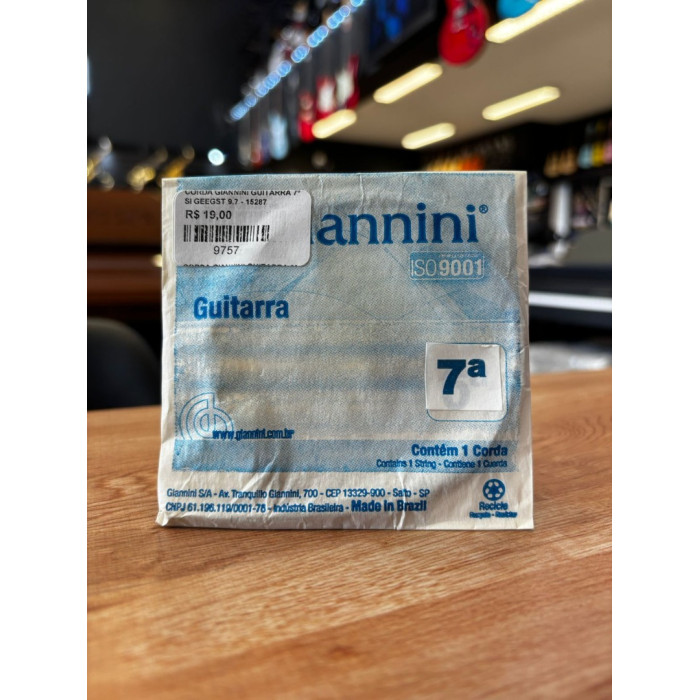 CORDA GIANNINI GUITARRA 7ª
SI GEEGST 9.7 - 15287
R$ 19,00
9757
iannini®
ISO9001
Guitarra
7ª
www.giannini.com.br
Contém 1 Corda
Contains 1 String - Contiene 1 Cuerda
Giannini S/A - Av. Tranquillo Giannini, 700 - CEP 13329-900 - Salto - SP
CNPJ 61.196.119/0001-76 - Indústria Brasileira - Made In Brazil
Recicle